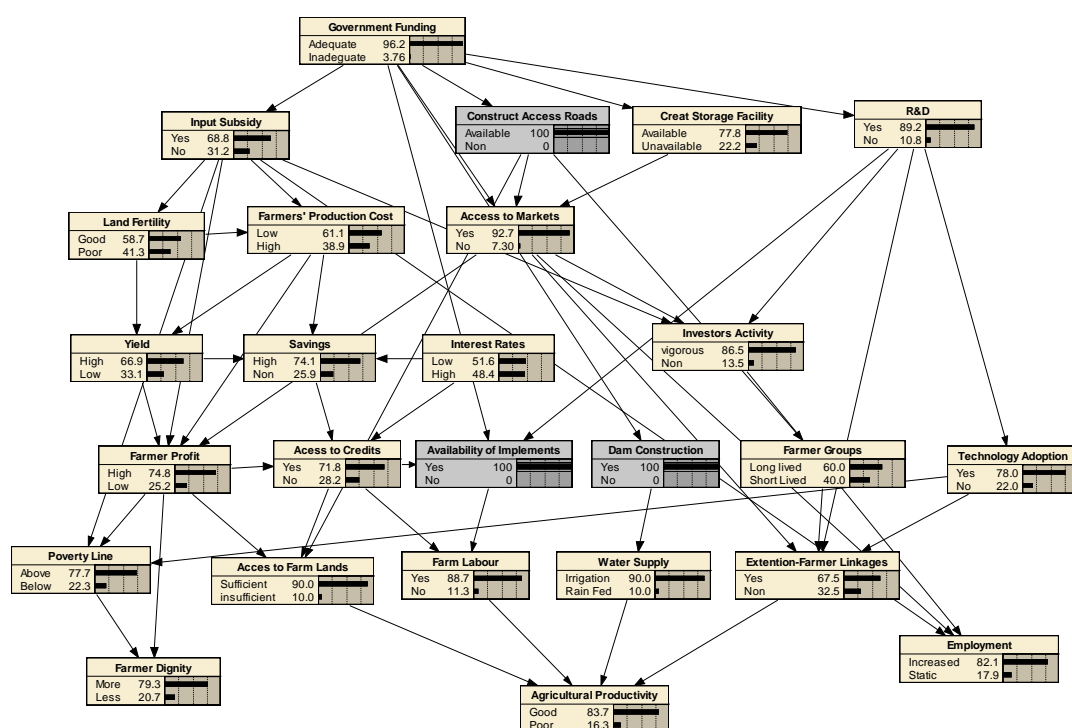 Government Funding
Adequate 96.2
Inadeguate 3.76
Input Subsidy
Yes 68.8
No 31.2
Construct Access Roads
Available 100
Non 0
Creat Storage Facility
Available 77.8
Unavailable 22.2
R&D
Yes 89.2
No 10.8
Land Fertility
Good 58.7
Poor 41.3
Farmers' Production Cost
Low 61.1
High 38.9
Access to Markets
Yes 92.7
No 7.30
Investors Activity
vigorous 86.5
Non 13.5
Yield
High 66.9
Low 33.1
Savings
High 74.1
Non 25.9
Interest Rates
Low 51.6
High 48.4
Farmer Profit
High 74.8
Low 25.2
Acess to Credits
Yes 71.8
No 28.2
Availability of Implements
Yes 100
No 0
Dam Construction
Yes 100
No 0
Farmer Groups
Long lived 60.0
Short Lived 40.0
Technology Adoption
Yes 78.0
No 22.0
Poverty Line
Above 77.7
Below 22.3
Acces to Farm Lands
Sufficient 90.0
insufficient 10.0
Farm Labour
Yes 88.7
No 11.3
Water Supply
Irrigation 90.0
Rain Fed 10.0
Extention-Farmer Linkages
Yes 67.5
Non 32.5
Employment
Increased 82.1
Static 17.9
Farmer Dignity
More 79.3
Less 20.7
Agricultural Productivity
Good 83.7
Poor 16.3